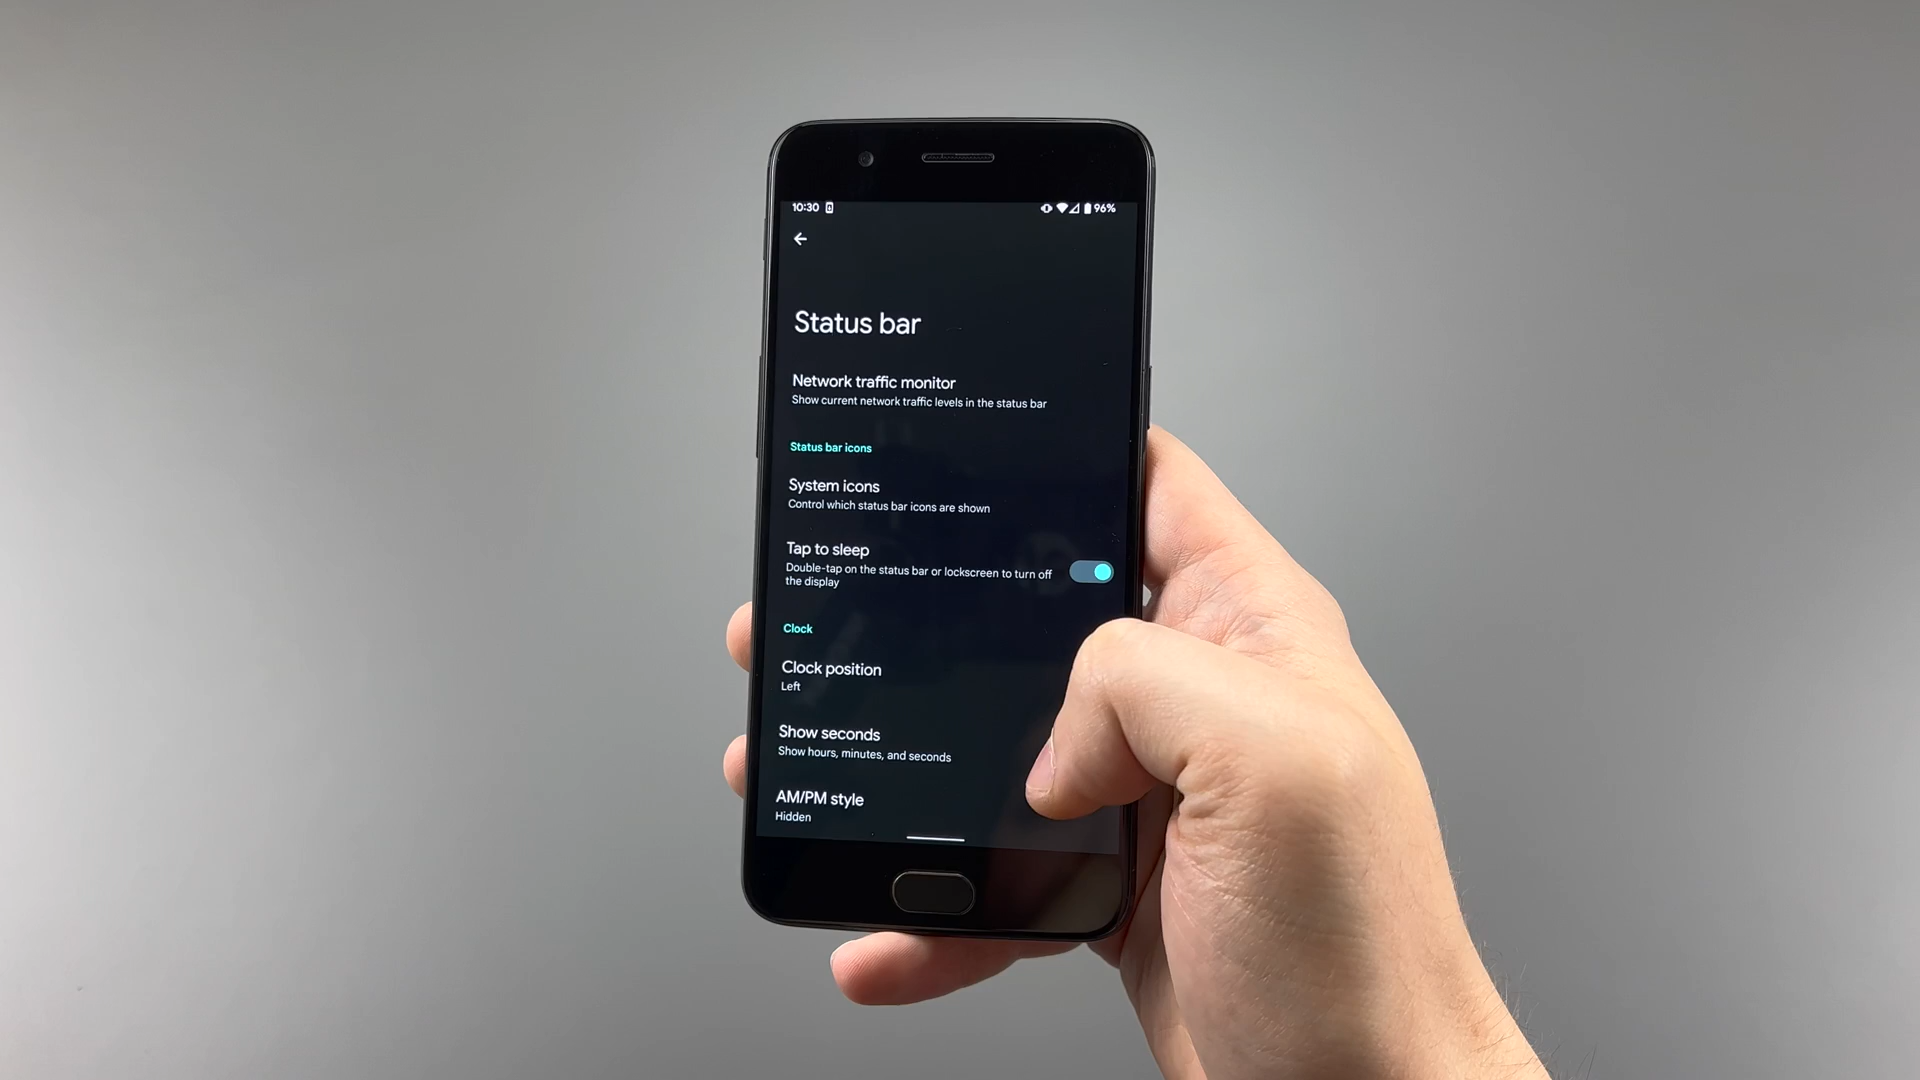 10:30 96%
Status bar
Network traffic monitor
Show current network traffic levels in the status bar
Status bar icons
System icons
Control which status bar icons are shown
Tap to sleep
Double-tap on the status bar or lockscreen to turn off
the display
Clock
Clock position
Left
Show seconds
Show hours, minutes, and seconds
AM/PM style
Hidden